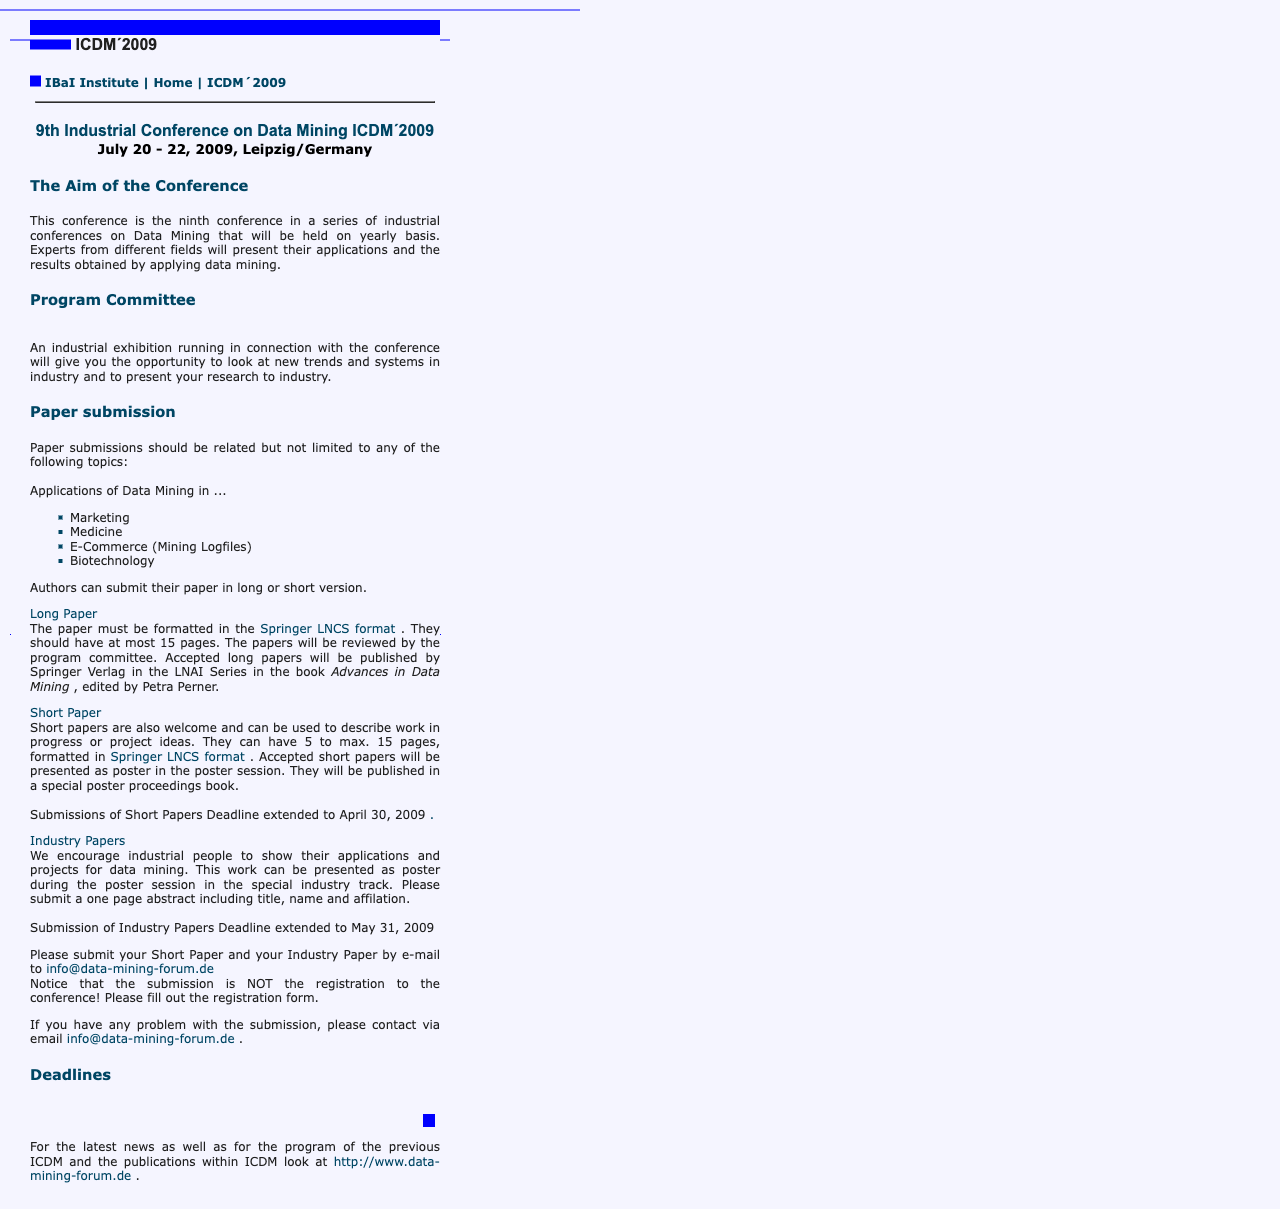 ICDM´2009
IBaI Institute | Home | ICDM´2009
9th Industrial Conference on Data Mining ICDM´2009
July 20 - 22, 2009, Leipzig/Germany
The Aim of the Conference
This conference is the ninth conference in a series of industrial
conferences on Data Mining that will be held on yearly basis.
Experts from different fields will present their applications and the
results obtained by applying data mining.
Program Committee
An industrial exhibition running in connection with the conference
will give you the opportunity to look at new trends and systems in
industry and to present your research to industry.
Paper submission
Paper submissions should be related but not limited to any of the
following topics:
Applications of Data Mining in ...
Marketing
Medicine
E-Commerce (Mining Logfiles)
Biotechnology
Authors can submit their paper in long or short version.
Long Paper
The paper must be formatted in the Springer LNCS format . They
should have at most 15 pages. The papers will be reviewed by the
program committee. Accepted long papers will be published by
Springer Verlag in the LNAI Series in the book Advances in Data
Mining , edited by Petra Perner.
Short Paper
Short papers are also welcome and can be used to describe work in
progress or project ideas. They can have 5 to max. 15 pages,
formatted in Springer LNCS format . Accepted short papers will be
presented as poster in the poster session. They will be published in
a special poster proceedings book.
Submissions of Short Papers Deadline extended to April 30, 2009 .
Industry Papers
We encourage industrial people to show their applications and
projects for data mining. This work can be presented as poster
during the poster session in the special industry track. Please
submit a one page abstract including title, name and affilation.
Submission of Industry Papers Deadline extended to May 31, 2009
Please submit your Short Paper and your Industry Paper by e-mail
to info@data-mining-forum.de
Notice that the submission is NOT the registration to the
conference! Please fill out the registration form.
If you have any problem with the submission, please contact via
email info@data-mining-forum.de .
Deadlines
For the latest news as well as for the program of the previous
ICDM and the publications within ICDM look at http://www.data-
mining-forum.de .